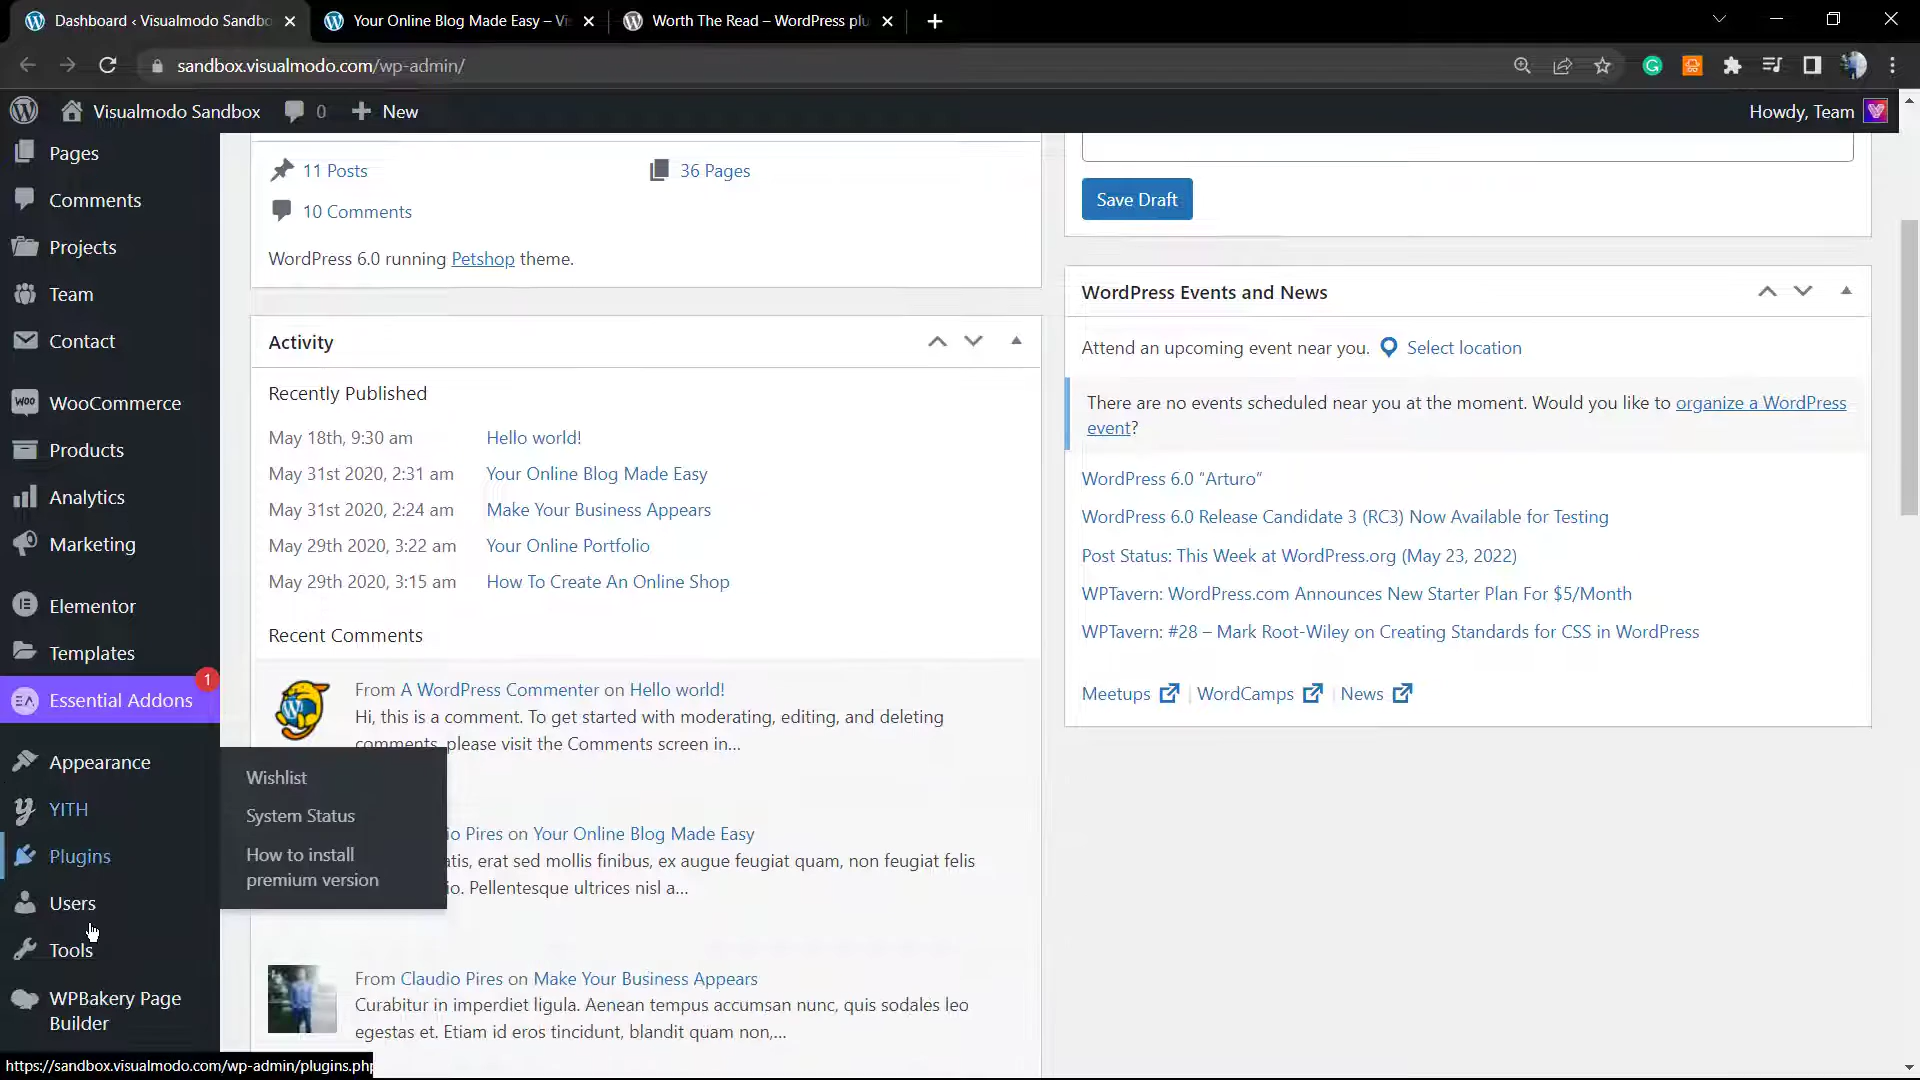 Dashboard ‹ Visualmodo Sandbo
Your Online Blog Made Easy – Vi
Worth The Read – WordPress plu
sandbox.visualmodo.com/wp-admin/
Visualmodo Sandbox
0
New
Howdy, Team
Pages
Comments
Projects
Team
Contact
WooCommerce
Products
Analytics
Marketing
Elementor
Templates
Essential Addons
1
Appearance
YITH
Plugins
Users
Tools
WPBakery Page
Builder
Wishlist
System Status
How to install
premium version
11 Posts
36 Pages
10 Comments
WordPress 6.0 running Petshop theme.
Activity
Recently Published
May 18th, 9:30 am Hello world!
May 31st 2020, 2:31 am Your Online Blog Made Easy
May 31st 2020, 2:24 am Make Your Business Appears
May 29th 2020, 3:22 am Your Online Portfolio
May 29th 2020, 3:15 am How To Create An Online Shop
Recent Comments
From A WordPress Commenter on Hello world!
Hi, this is a comment. To get started with moderating, editing, and deleting
comments, please visit the Comments screen in...
io Pires on Your Online Blog Made Easy
atis, erat sed mollis finibus, ex augue feugiat quam, non feugiat felis
io. Pellentesque ultrices nisl a...
From Claudio Pires on Make Your Business Appears
Curabitur in imperdiet ligula. Aenean tempus accumsan nunc, quis sodales leo
egestas et. Etiam id eros tincidunt, blandit quam non,...
Save Draft
WordPress Events and News
Attend an upcoming event near you. Select location
There are no events scheduled near you at the moment. Would you like to organize a WordPress
event?
WordPress 6.0 “Arturo”
WordPress 6.0 Release Candidate 3 (RC3) Now Available for Testing
Post Status: This Week at WordPress.org (May 23, 2022)
WPTavern: WordPress.com Announces New Starter Plan For $5/Month
WPTavern: #28 – Mark Root-Wiley on Creating Standards for CSS in WordPress
Meetups | WordCamps | News
https://sandbox.visualmodo.com/wp-admin/plugins.php